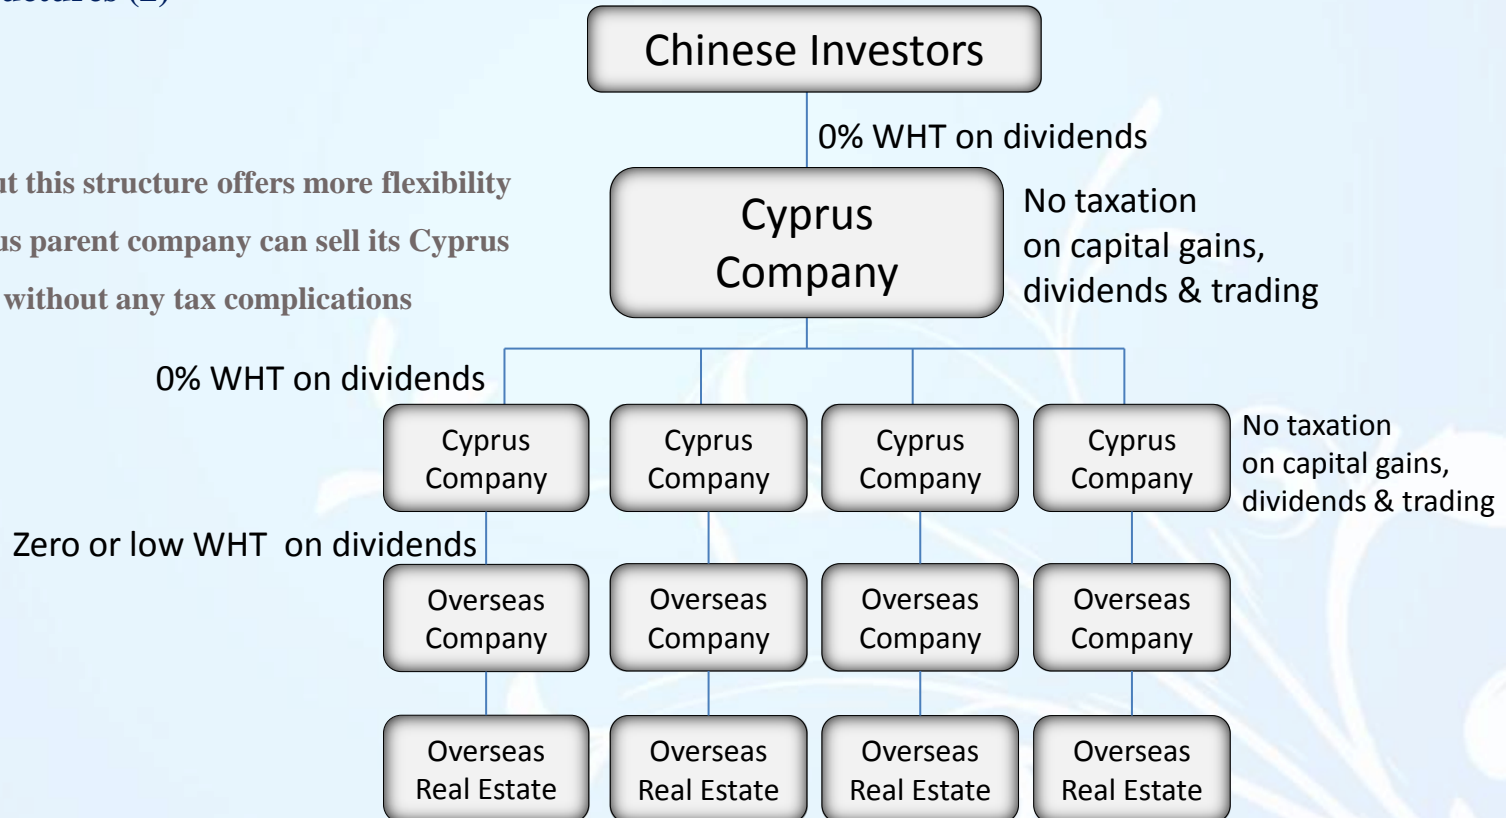 (2)
Chinese Investors
0% WHT on dividends
this structure offers more flexibility
parent company can sell its Cyprus
without any tax complications
Cyprus
Company
No taxation
on capital gains,
dividends & trading
0% WHT on dividends
Cyprus
Company
Cyprus
Company
Cyprus
Company
Cyprus
Company
No taxation
on capital gains,
dividends & trading
Zero or low WHT on dividends
Overseas
Company
Overseas
Company
Overseas
Company
Overseas
Company
Overseas
Real Estate
Overseas
Real Estate
Overseas
Real Estate
Overseas
Real Estate